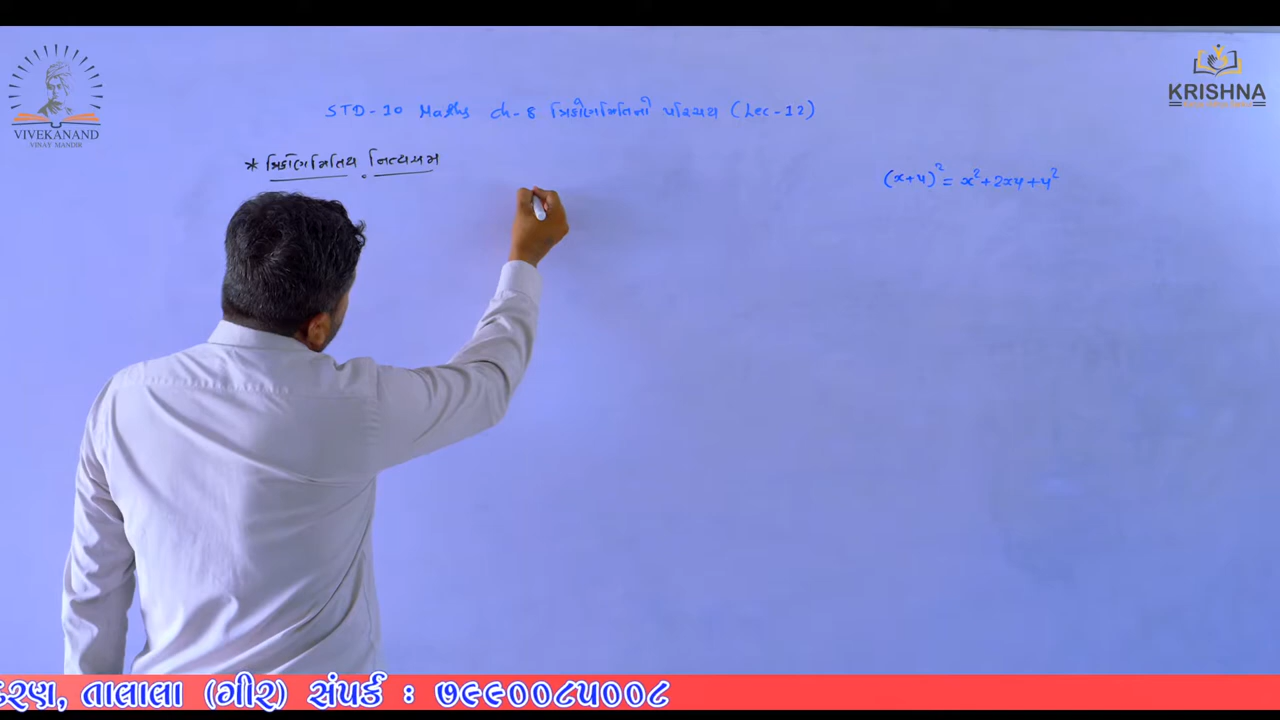 VIVEKANAND
VINAY MANDIR
KRISHNA
STD-10 Maths ch-8 ત્રિકોણમિતિનો પરિચય (Lec-12)
* ત્રિકોણમિતિય નિત્યસમ
(x+y)² = x²+2xy+y²
કરણ, તાલાલા (ગીર) સંપર્ક : ૭૯૯૦૦૮૫૦૦૮